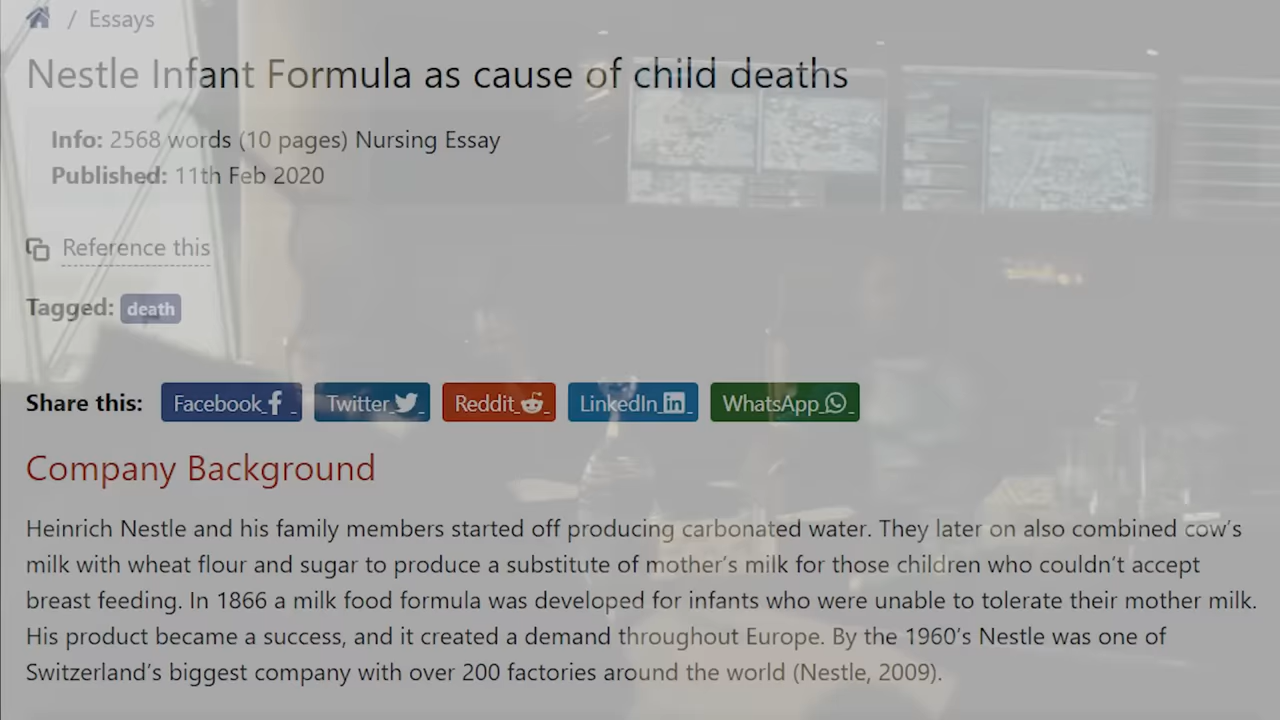 / Essays
Nestle Infant Formula as cause of child deaths
Info: 2568 words (10 pages) Nursing Essay
Published: 11th Feb 2020
Reference this
Tagged: death
Share this: Facebook Twitter Reddit LinkedIn WhatsApp
Company Background
Heinrich Nestle and his family members started off producing carbonated water. They later on also combined cow’s
milk with wheat flour and sugar to produce a substitute of mother’s milk for those children who couldn’t accept
breast feeding. In 1866 a milk food formula was developed for infants who were unable to tolerate their mother milk.
His product became a success, and it created a demand throughout Europe. By the 1960’s Nestle was one of
Switzerland’s biggest company with over 200 factories around the world (Nestle, 2009).